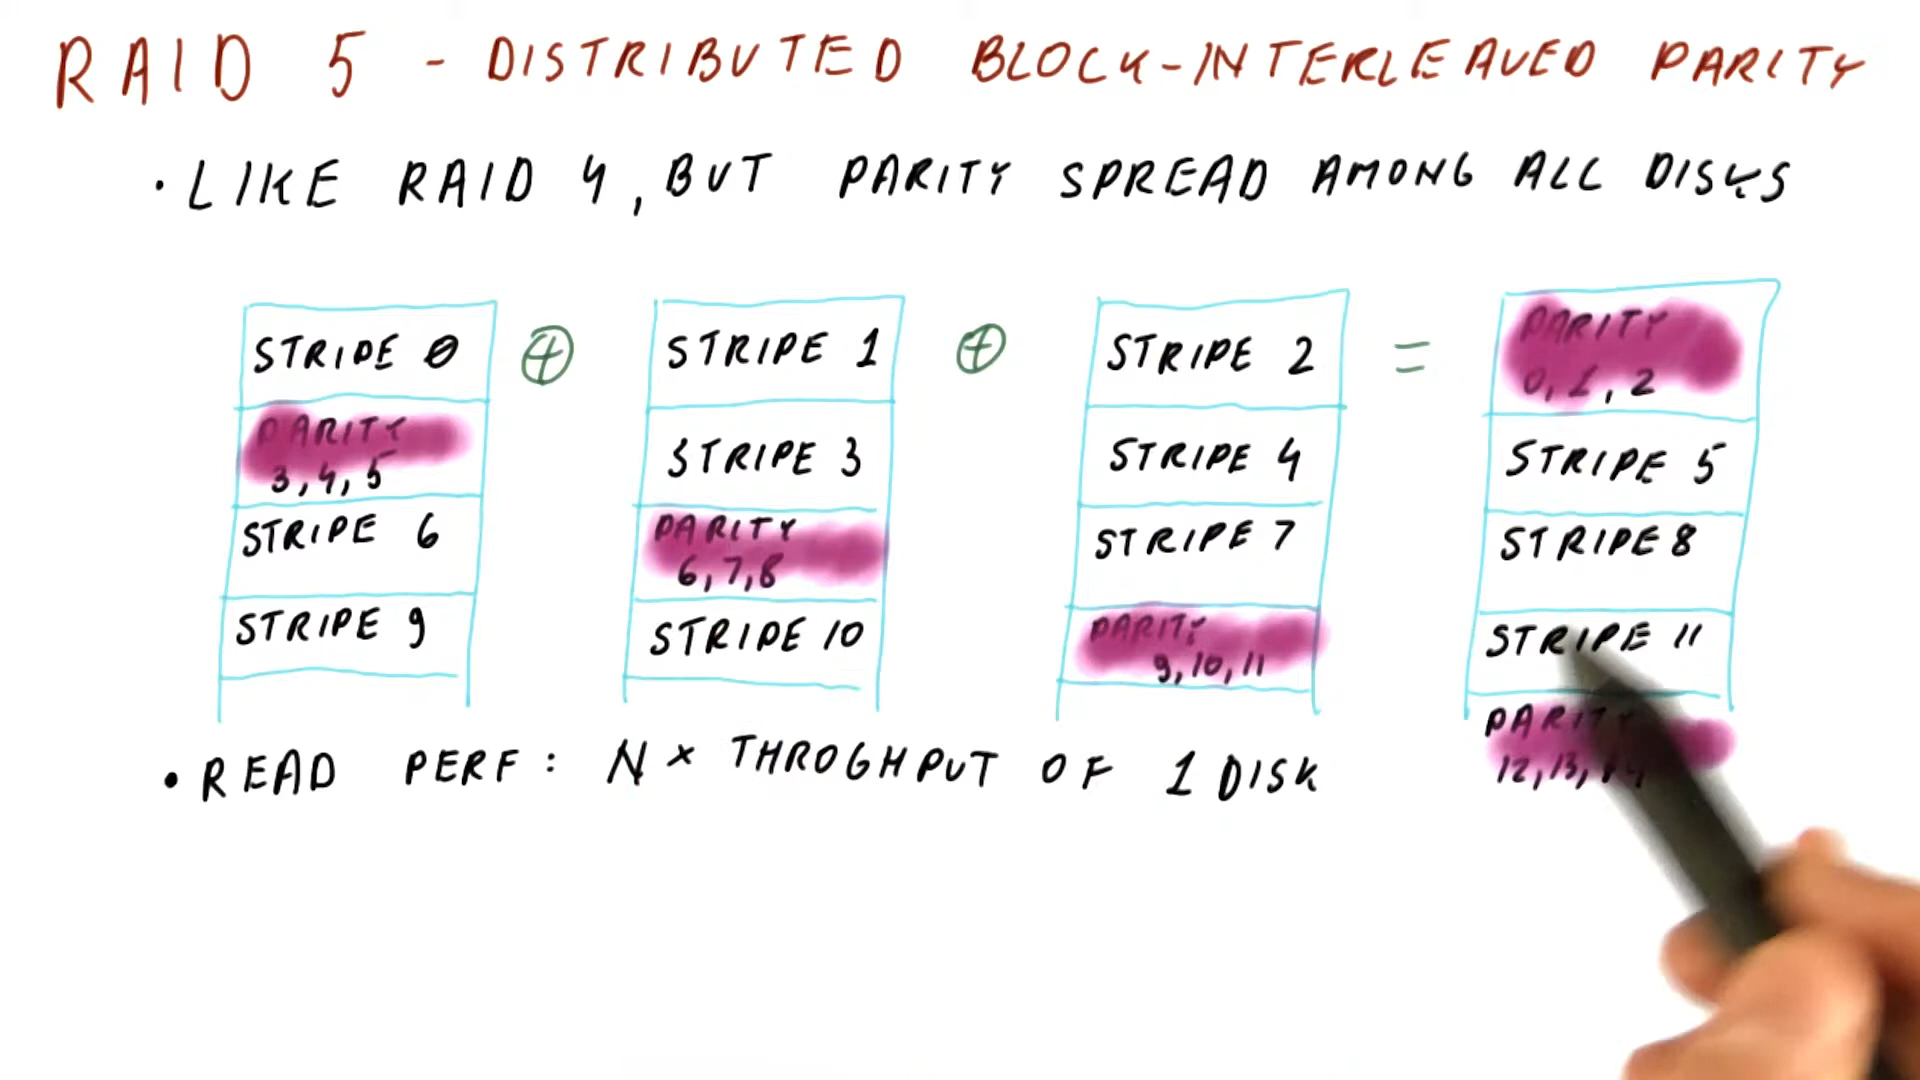 RAID 5 - DISTRIBUTED BLOCK-INTERLEAVED PARITY
• LIKE RAID 4, BUT PARITY SPREAD AMONG ALL DISKS
STRIPE 0 ⊕ STRIPE 1 ⊕ STRIPE 2 = PARITY
0, 1, 2
PARITY
3, 4, 5
STRIPE 3
STRIPE 4
STRIPE 5
STRIPE 6
PARITY
6, 7, 8
STRIPE 7
STRIPE 8
STRIPE 9
STRIPE 10
PARITY
9, 10, 11
STRIPE 11
PARITY
12, 13,
• READ PERF: N × THROGHPUT OF 1 DISK